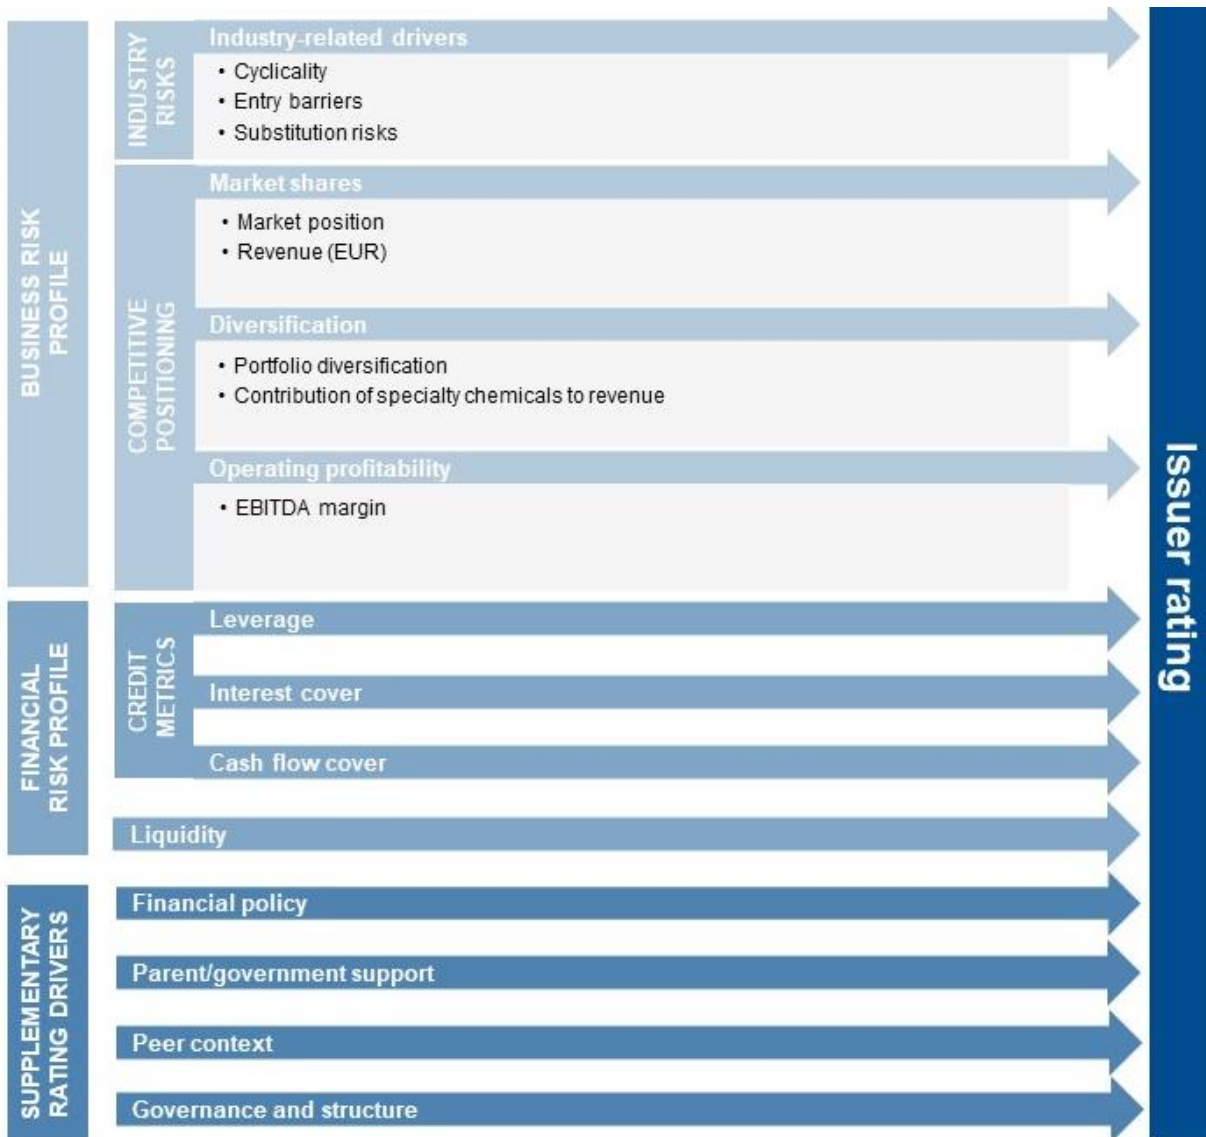 BUSINESS RISK
PROFILE
INDUSTRY
RISKS
Industry-related drivers
• Cyclicality
• Entry barriers
• Substitution risks
COMPETITIVE
POSITIONING
Market shares
• Market position
• Revenue (EUR)
Diversification
• Portfolio diversification
• Contribution of specialty chemicals to revenue
Operating profitability
• EBITDA margin
FINANCIAL
RISK PROFILE
CREDIT
METRICS
Leverage
Interest cover
Cash flow cover
Liquidity
SUPPLEMENTARY
RATING DRIVERS
Financial policy
Parent/government support
Peer context
Governance and structure
Issuer rating